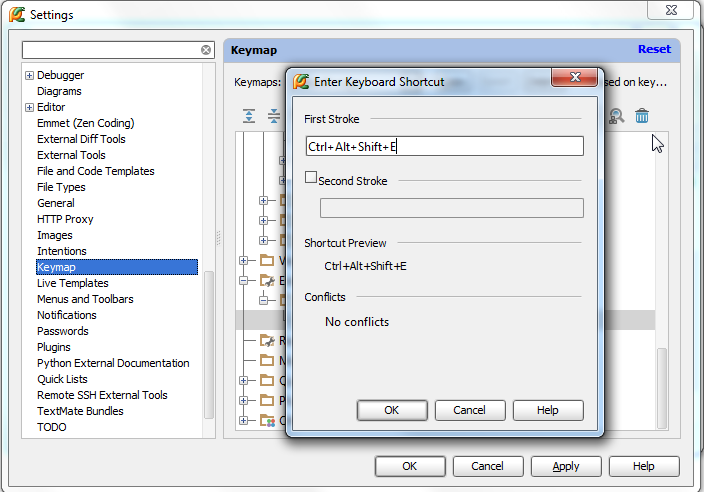 Settings
Keymap
Reset
Debugger
Diagrams
Editor
Emmet (Zen Coding)
External Diff Tools
External Tools
File and Code Templates
File Types
General
HTTP Proxy
Images
Intentions
Keymap
Live Templates
Menus and Toolbars
Notifications
Passwords
Plugins
Python External Documentation
Quick Lists
Remote SSH External Tools
TextMate Bundles
TODO
Keymaps:
sed on key...
Enter Keyboard Shortcut
First Stroke
Ctrl+Alt+Shift+E
Second Stroke
Shortcut Preview
Ctrl+Alt+Shift+E
Conflicts
No conflicts
OK
Cancel
Help
OK
Cancel
Apply
Help